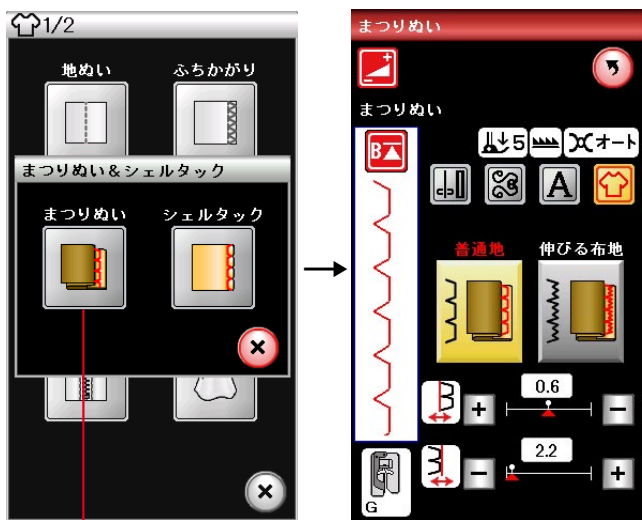 1/2
地ぬい ふちかがり
まつりぬい&シェルタック
まつりぬい シェルタック
まつりぬい
まつりぬい
B
5 オート
A
普通地 伸びる布地
0.6
+ −
2.2
− +
G